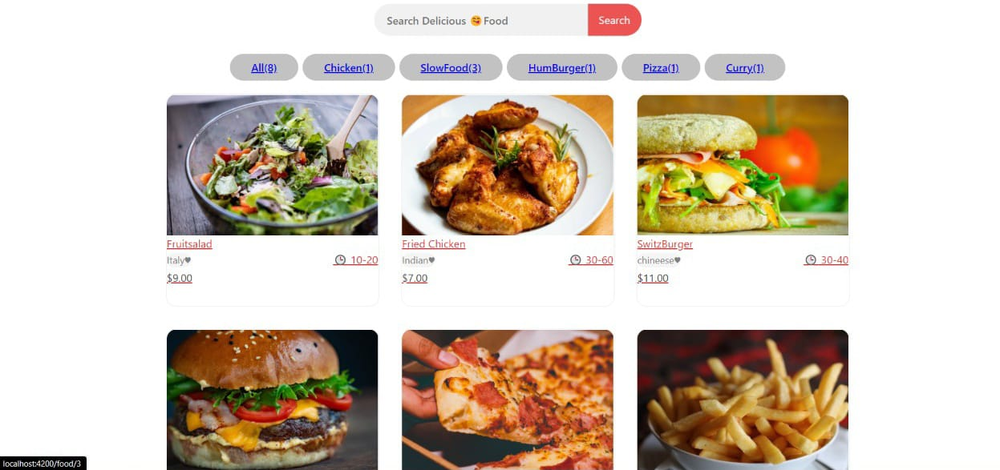 Search Delicious 😋Food
Search
All(8)
Chicken(1)
SlowFood(3)
HumBurger(1)
Pizza(1)
Curry(1)
Fruitsalad
Italy♥
🕒 10-20
$9.00
Fried Chicken
Indian♥
🕒 30-60
$7.00
SwitzBurger
chineese♥
🕒 30-40
$11.00
localhost:4200/food/3